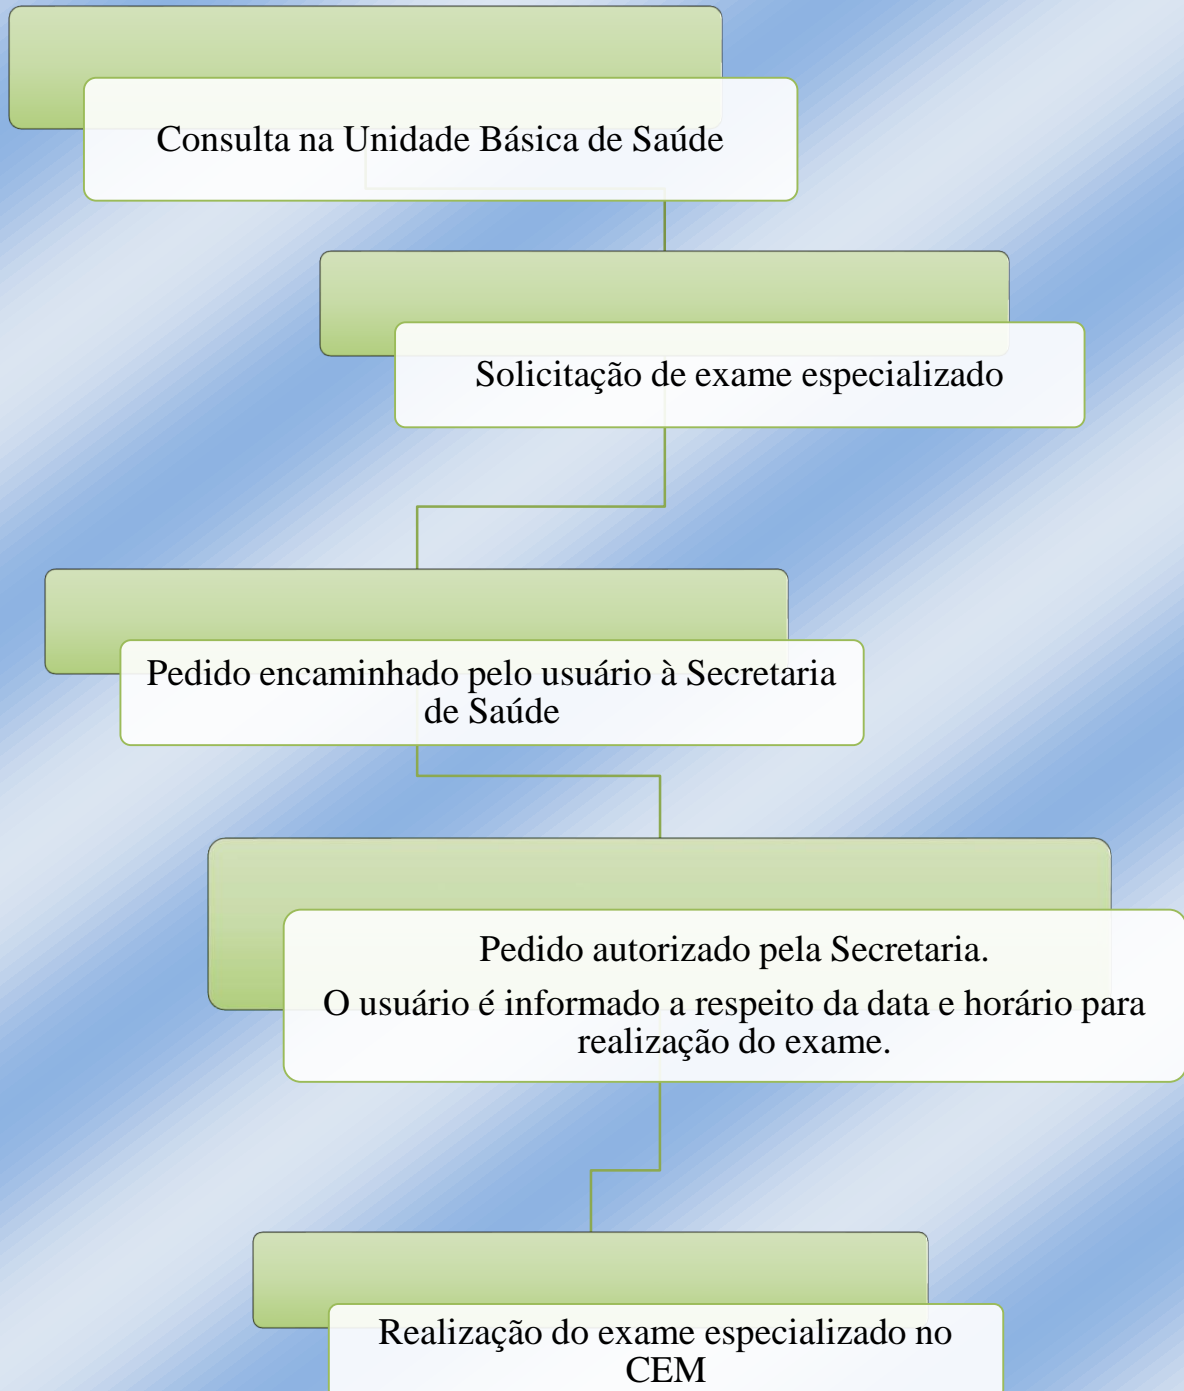 Consulta na Unidade Básica de Saúde
Solicitação de exame especializado
Pedido encaminhado pelo usuário à Secretaria
de Saúde
Pedido autorizado pela Secretaria.
O usuário é informado a respeito da data e horário para
realização do exame.
Realização do exame especializado no
CEM